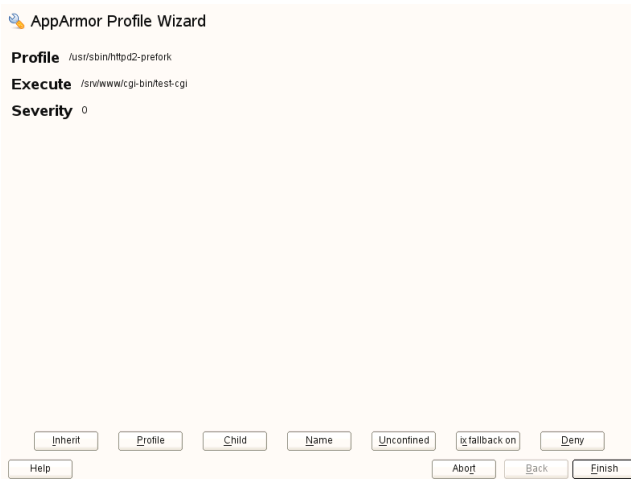 AppArmor Profile Wizard
Profile /usr/sbin/httpd2-prefork
Execute /srv/www/cgi-bin/test-cgi
Severity 0
Inherit Profile Child Name Unconfined ix fallback on Deny
Help Abort Back Finish